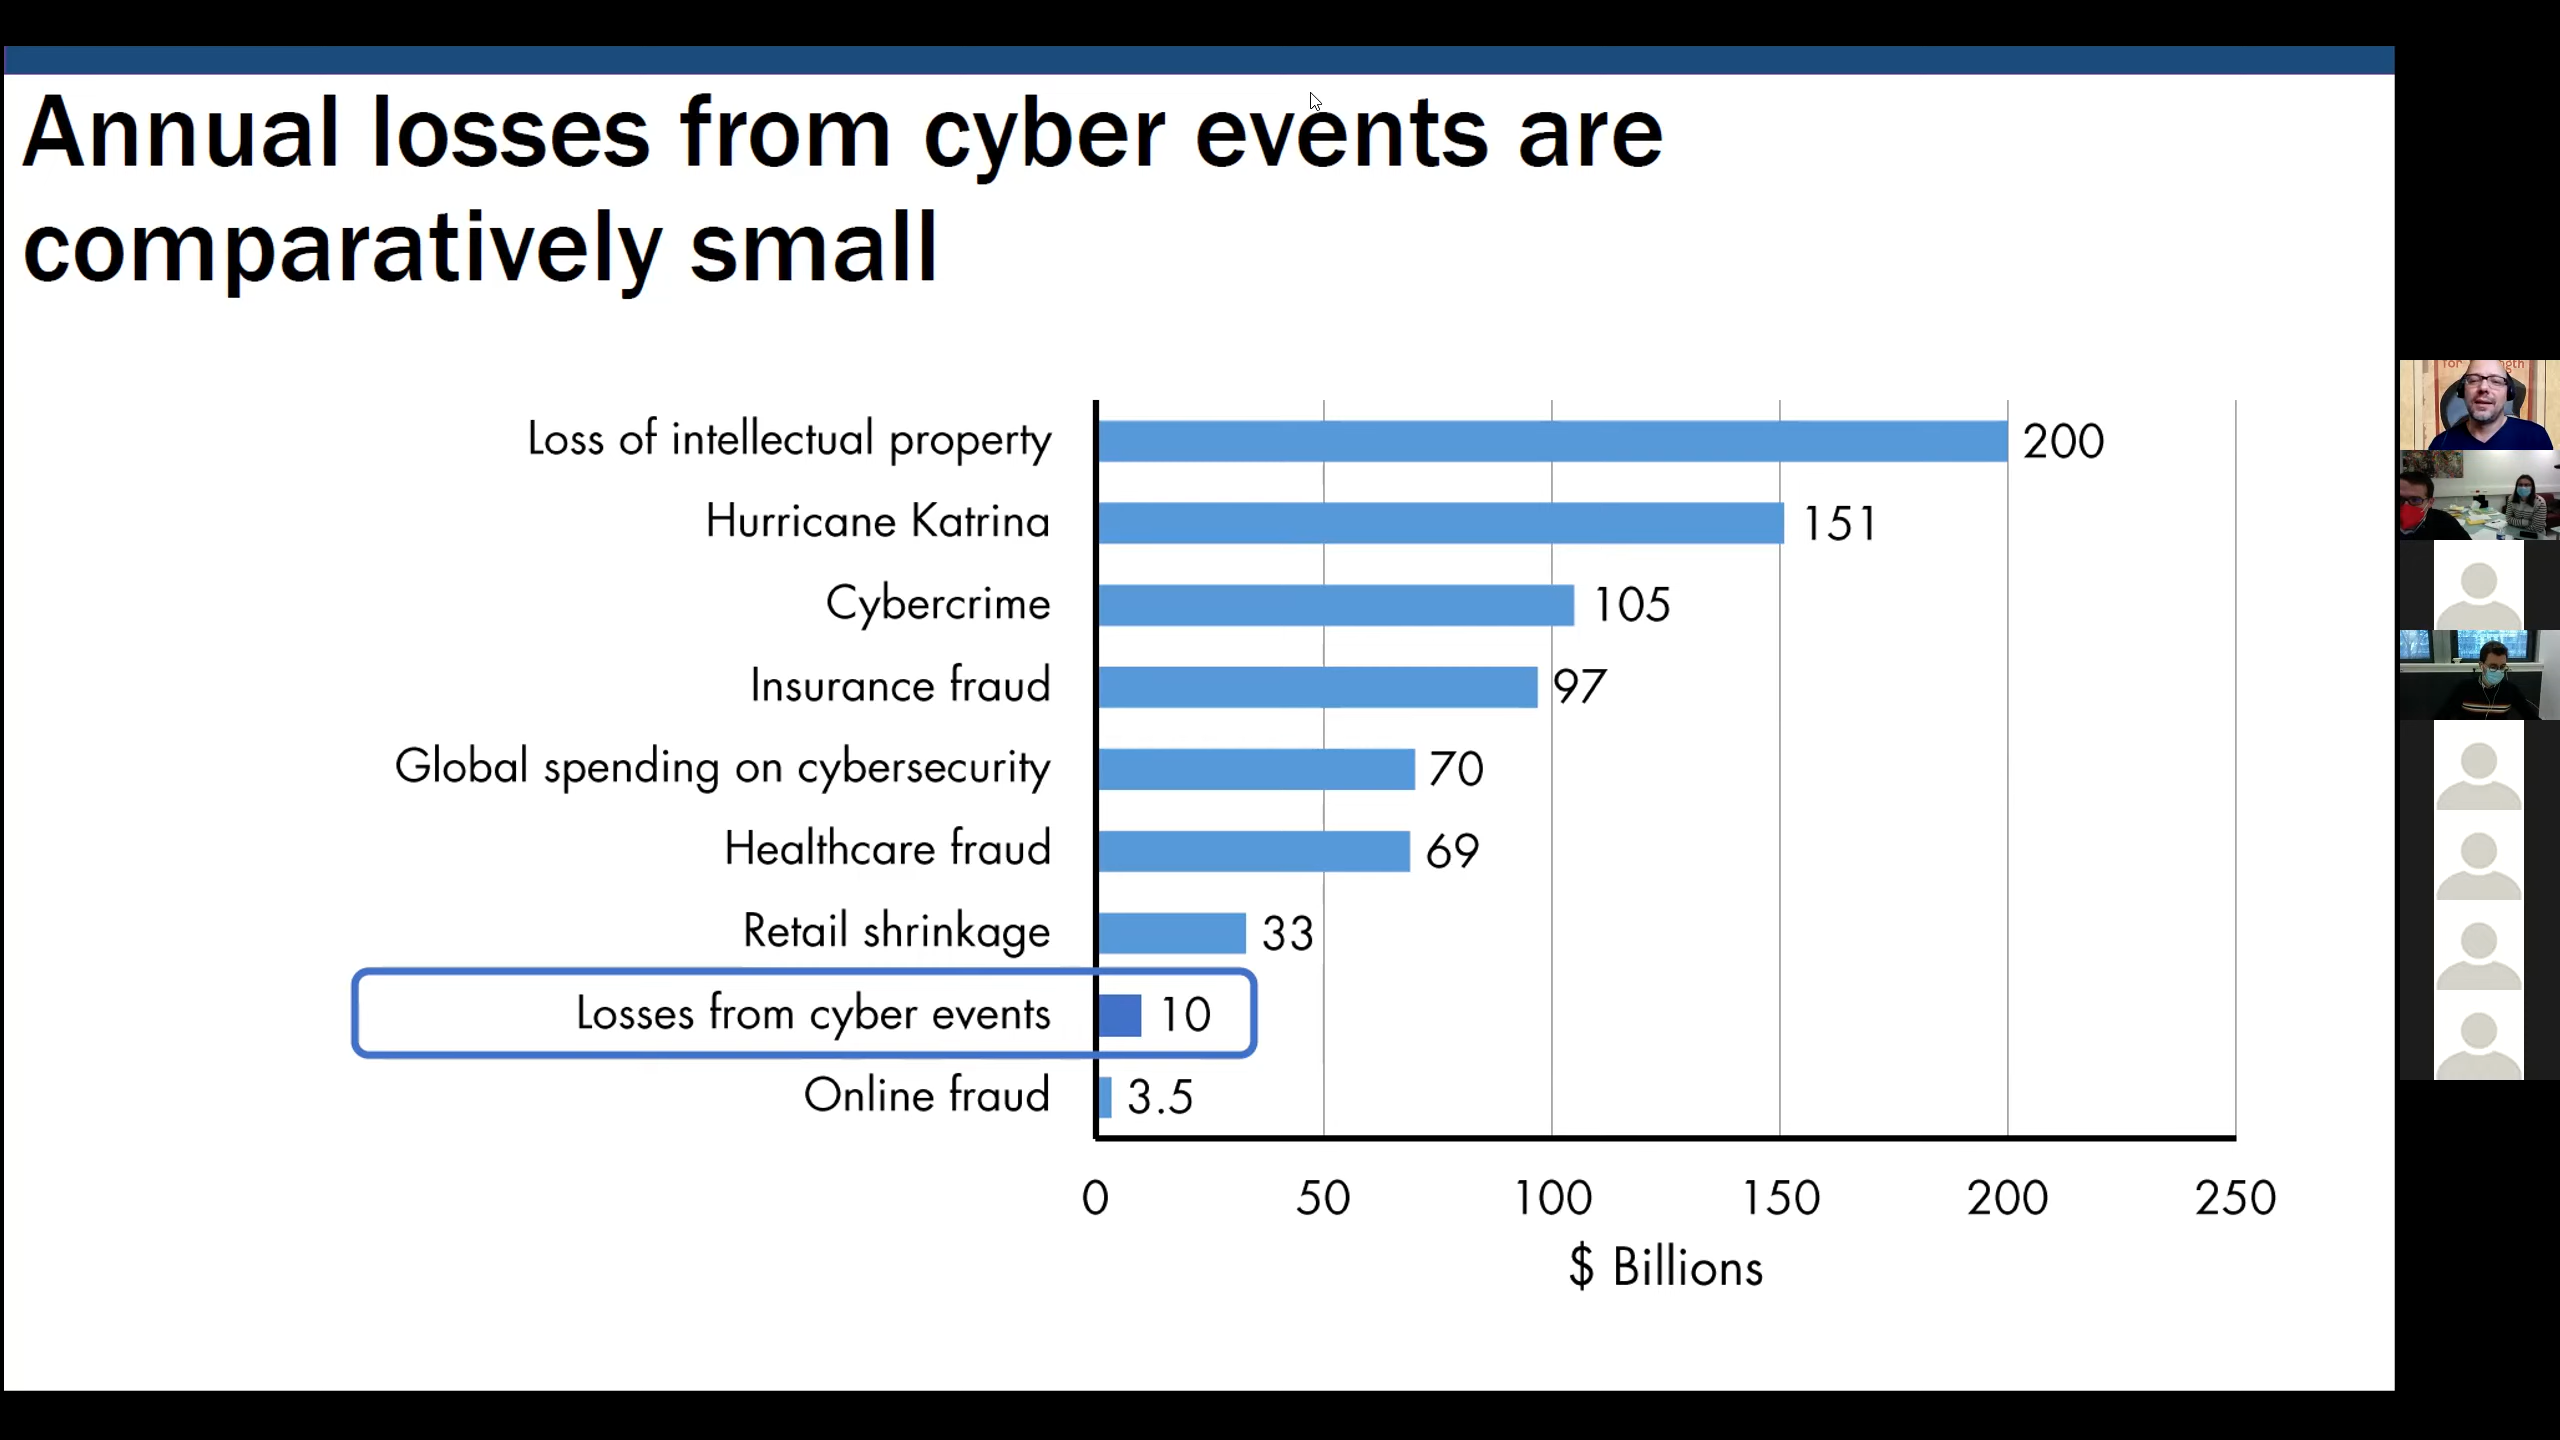 Annual losses from cyber events are
comparatively small
Loss of intellectual property 200
Hurricane Katrina 151
Cybercrime 105
Insurance fraud 97
Global spending on cybersecurity 70
Healthcare fraud 69
Retail shrinkage 33
Losses from cyber events 10
Online fraud 3.5
0 50 100 150 200 250
$ Billions